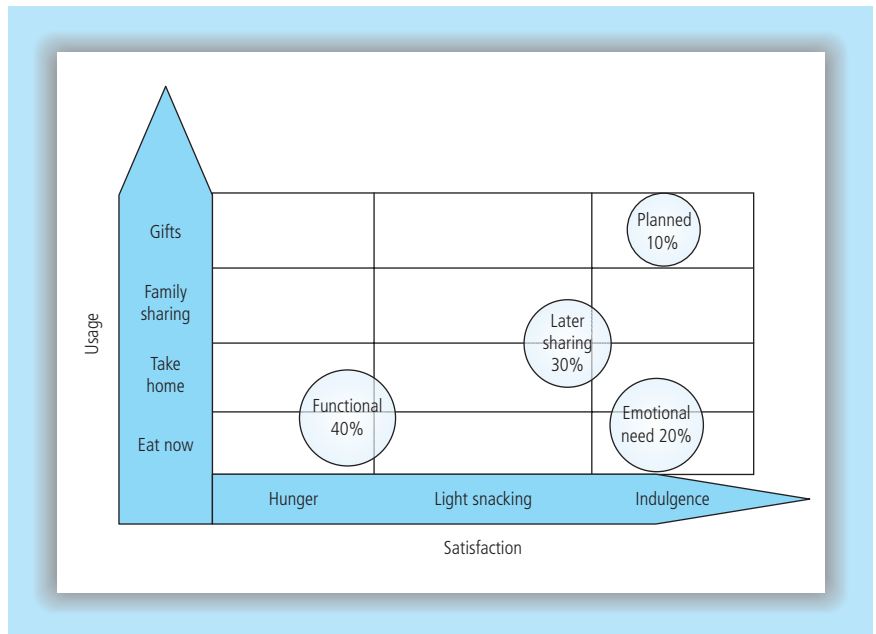 Usage
Gifts
Family
sharing
Take
home
Eat now
Planned
10%
Later
sharing
30%
Functional
40%
Emotional
need 20%
Hunger
Light snacking
Indulgence
Satisfaction